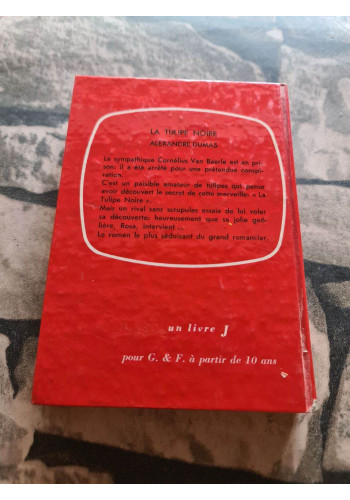 LA TULIPE NOIRE
ALEXANDRE DUMAS
Le sympathique Cornélius Van Baerle est en pri-
son: il a été arrêté pour une prétendue conspi-
ration.
C'est un paisible amateur de tulipes qui pense
avoir découvert le secret de cette merveille: « La
Tulipe Noire ».
Mais un rival sans scrupules essaie de lui voler
sa découverte; heureusement que sa jolie geô-
lière, Rosa, intervient...
Le roman le plus séduisant du grand romancier.
un livre J
pour G. & F. à partir de 10 ans